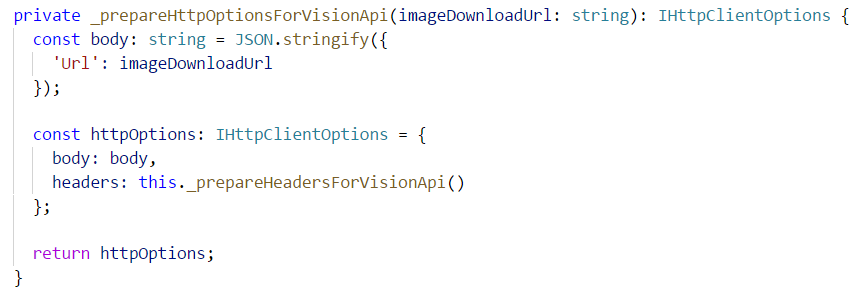 private _prepareHttpOptionsForVisionApi(imageDownloadUrl: string): IHttpClientOptions {
  const body: string = JSON.stringify({
    'Url': imageDownloadUrl
  });

  const httpOptions: IHttpClientOptions = {
    body: body,
    headers: this._prepareHeadersForVisionApi()
  };

  return httpOptions;
}